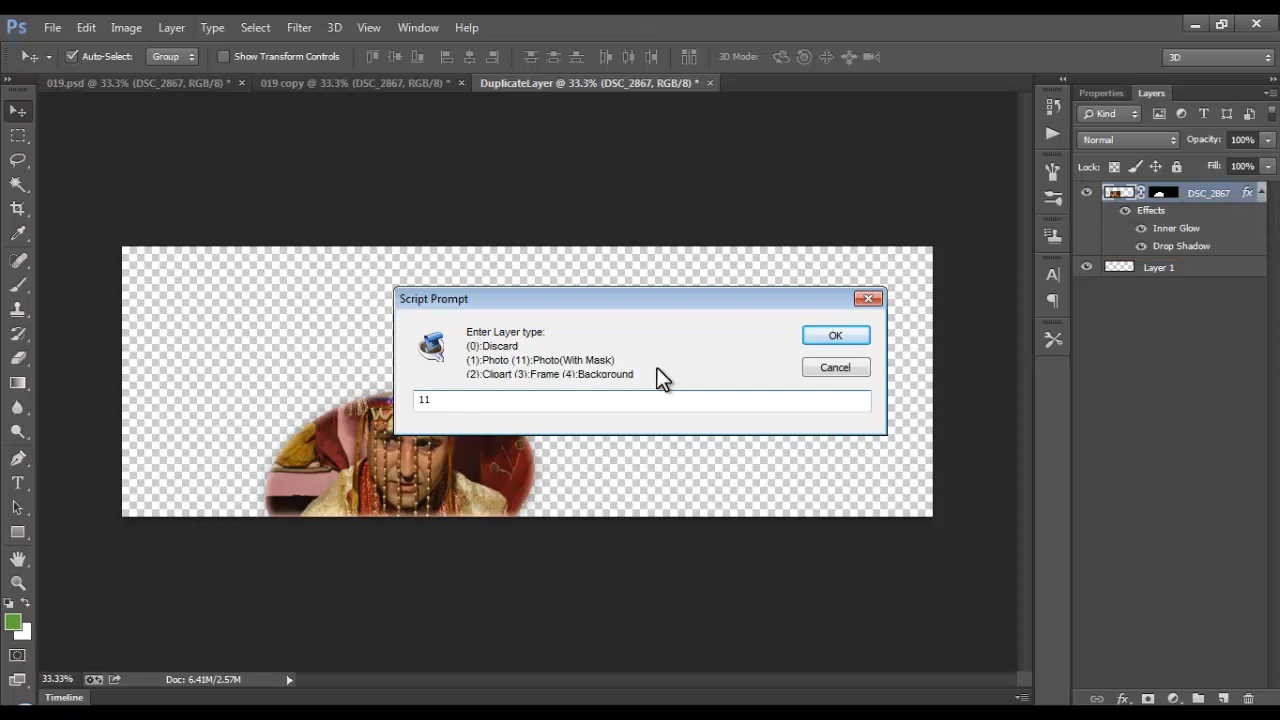 Ps File Edit Image Layer Type Select Filter 3D View Window Help
Auto-Select: Group Show Transform Controls 3D Mode: 3D
019.psd @ 33.3% (DSC_2867, RGB/8) * × 019 copy @ 33.3% (DSC_2867, RGB/8) * × DuplicateLayer @ 33.3% (DSC_2867, RGB/8) * ×
Properties Layers
Kind
Normal Opacity: 100%
Lock: Fill: 100%
DSC_2867 fx
Effects
Inner Glow
Drop Shadow
Layer 1
Script Prompt
Enter Layer type:
(0):Discard
(1):Photo (11):Photo(With Mask)
(2):Clipart (3):Frame (4):Background
OK
Cancel
11
33.33% Doc: 6.41M/2.57M
Timeline